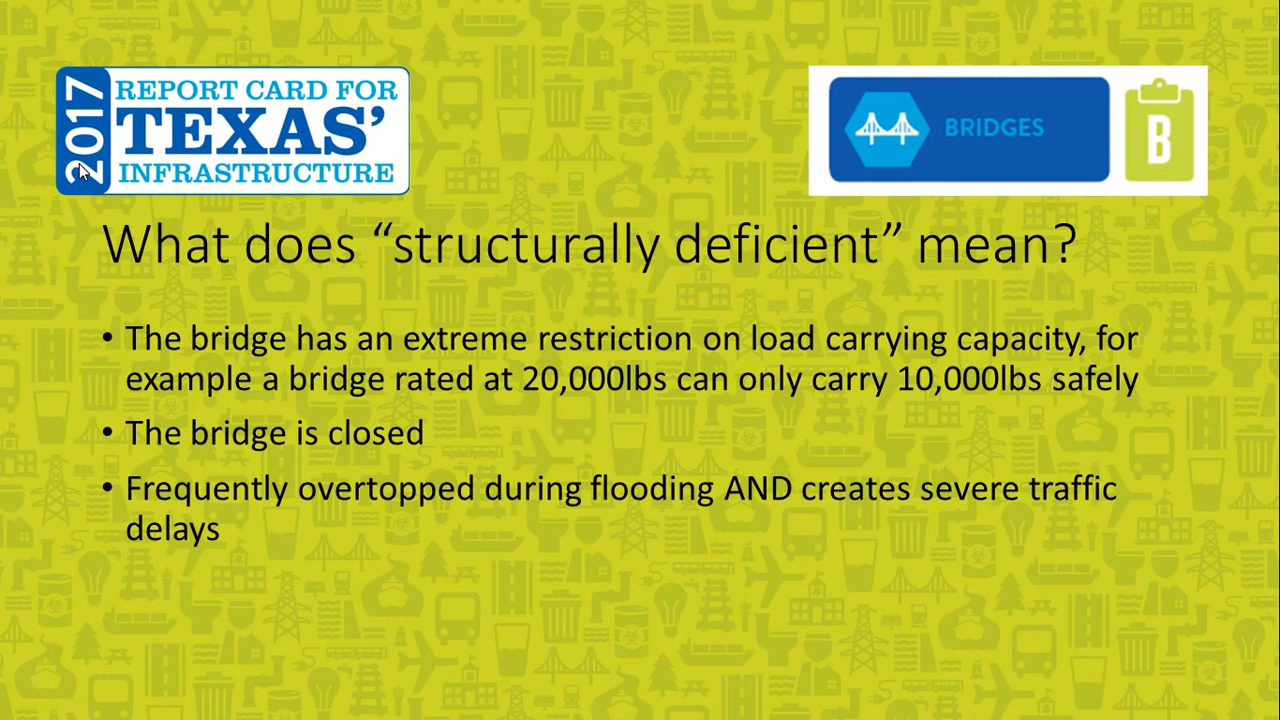 2017
REPORT CARD FOR
TEXAS'
INFRASTRUCTURE
BRIDGES
B
What does “structurally deficient” mean?
• The bridge has an extreme restriction on load carrying capacity, for
example a bridge rated at 20,000lbs can only carry 10,000lbs safely
• The bridge is closed
• Frequently overtopped during flooding AND creates severe traffic
delays